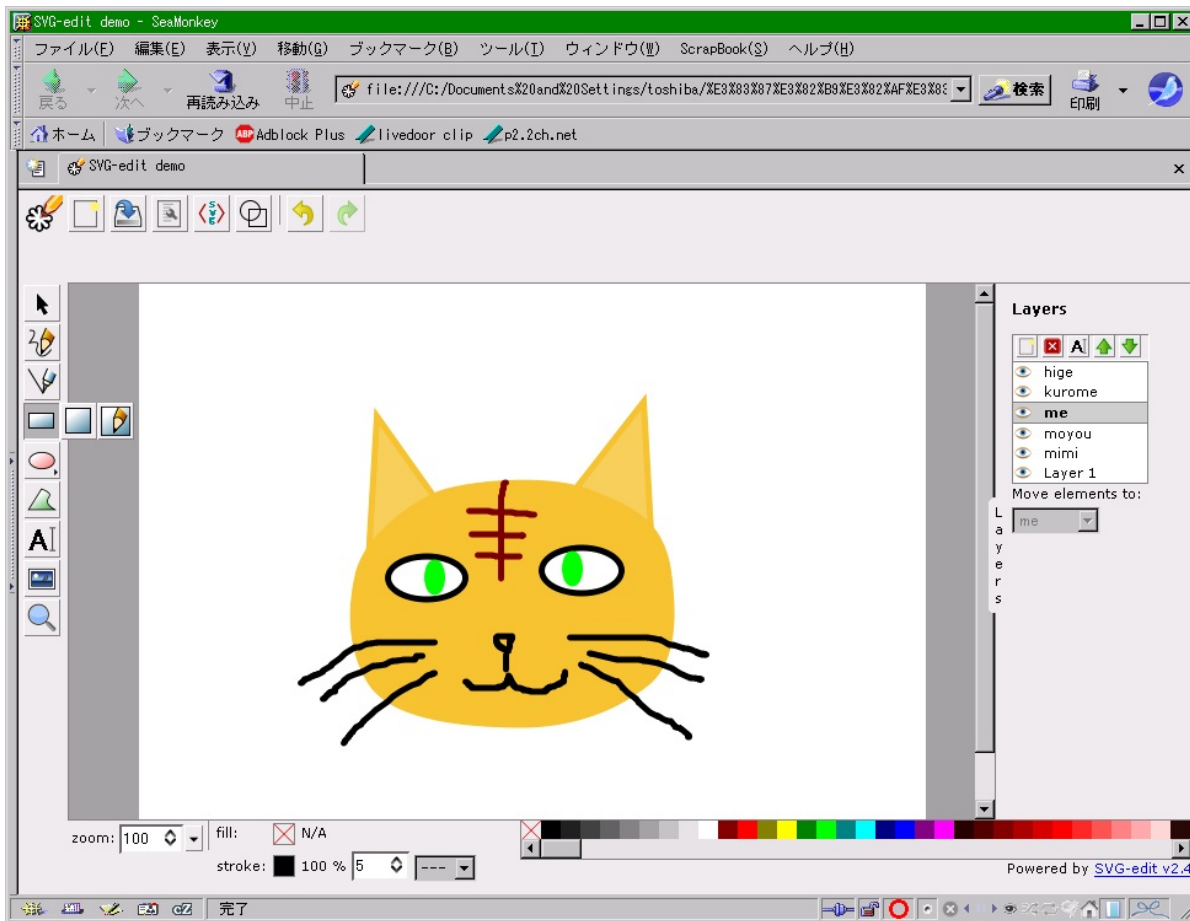 SVG-edit demo - SeaMonkey
ファイル(F) 編集(E) 表示(V) 移動(G) ブックマーク(B) ツール(T) ウィンドウ(W) ScrapBook(S) ヘルプ(H)
戻る 次へ 再読み込み 中止 file:///C:/Documents%20and%20Settings/toshiba/%E3%83%87%E3%82%B9%E3%82%AF%E3%8 検索 印刷
ホーム ブックマーク ABP Adblock Plus livedoor clip p2.2ch.net
SVG-edit demo
Layers
hige
kurome
me
moyou
mimi
Layer 1
Move elements to:
me
Layers
zoom: 100 fill: N/A
stroke: 100 % 5 ---
Powered by SVG-edit v2.4
完了